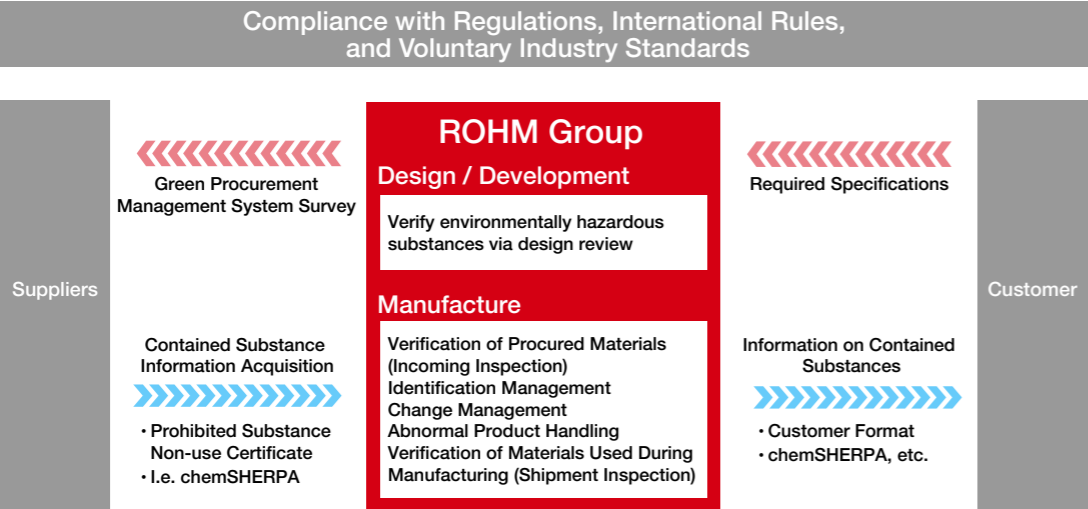 Compliance with Regulations, International Rules,
and Voluntary Industry Standards
Suppliers
Green Procurement
Management System Survey
Contained Substance
Information Acquisition
・Prohibited Substance
Non-use Certificate
・I.e. chemSHERPA
ROHM Group
Design / Development
Verify environmentally hazardous
substances via design review
Manufacture
Verification of Procured Materials
(Incoming Inspection)
Identification Management
Change Management
Abnormal Product Handling
Verification of Materials Used During
Manufacturing (Shipment Inspection)
Required Specifications
Information on Contained
Substances
・Customer Format
・chemSHERPA, etc.
Customer